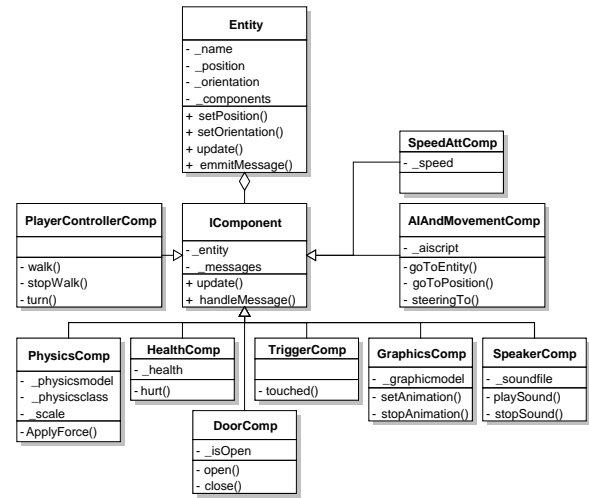 Entity
- _name
- _position
- _orientation
- _components
+ setPosition()
+ setOrientation()
+ update()
+ emmitMessage()
SpeedAttComp
- _speed
PlayerControllerComp
- walk()
- stopWalk()
- turn()
IComponent
- _entity
- _messages
+ update()
+ handleMessage()
AIAndMovementComp
- _aiscript
- goToEntity()
- goToPosition()
- steeringTo()
PhysicsComp
- _physicsmodel
- _physicsclass
- _scale
- ApplyForce()
HealthComp
- _health
- hurt()
TriggerComp
- touched()
GraphicsComp
- _graphicmodel
- setAnimation()
- stopAnimation()
SpeakerComp
- _soundfile
- playSound()
- stopSound()
DoorComp
- _isOpen
- open()
- close()